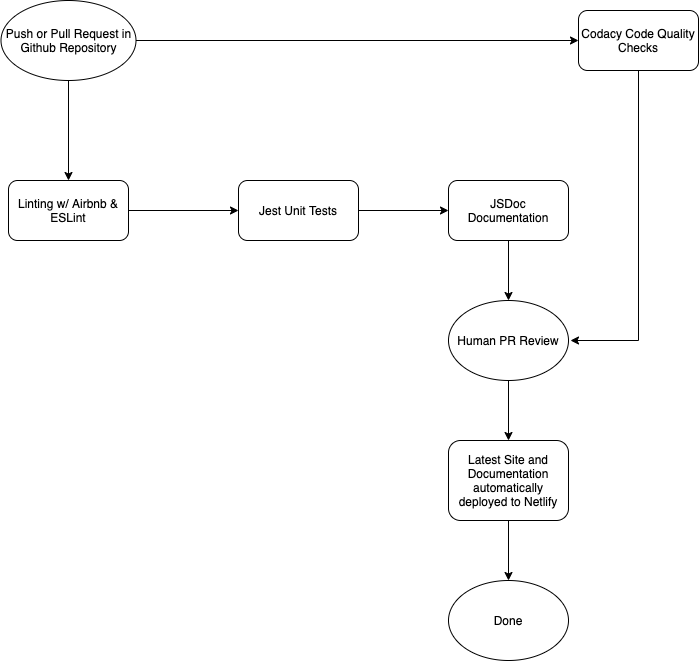 Push or Pull Request in
Github Repository
Codacy Code Quality
Checks
Linting w/ Airbnb &
ESLint
Jest Unit Tests
JSDoc
Documentation
Human PR Review
Latest Site and
Documentation
automatically
deployed to Netlify
Done